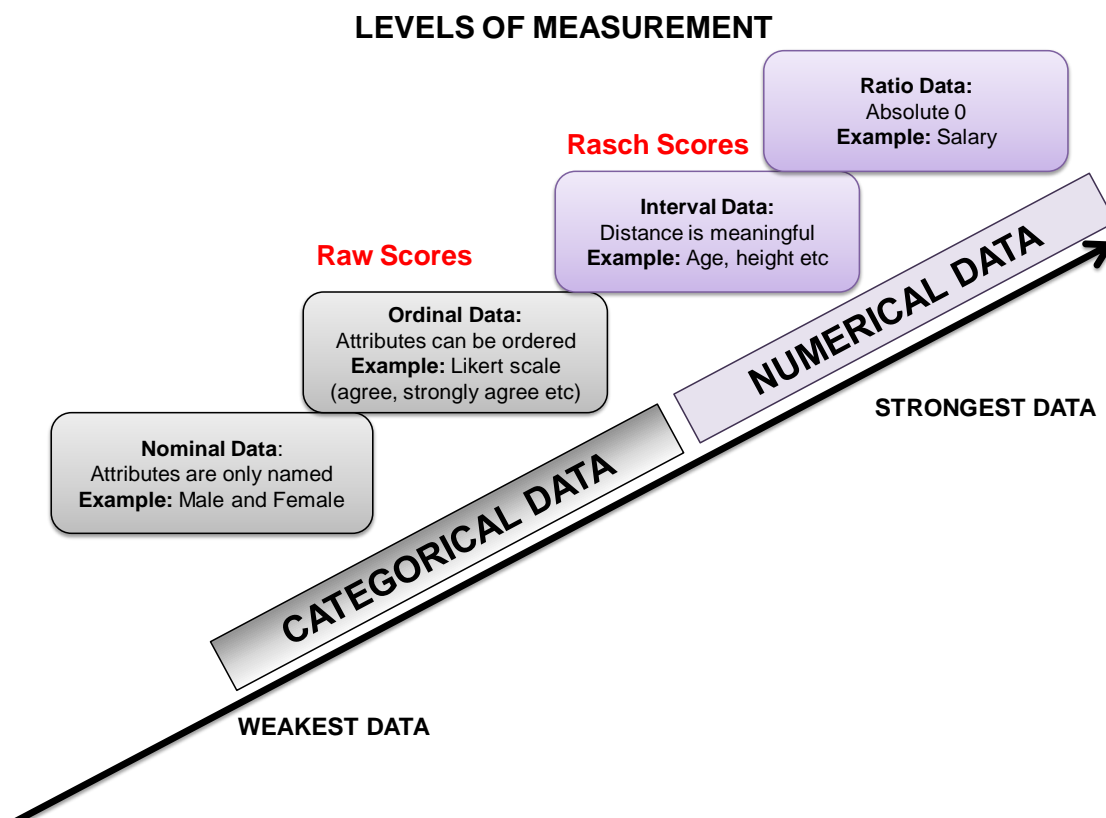 LEVELS OF MEASUREMENT
Ratio Data:
Absolute 0
Example: Salary
Rasch Scores
Interval Data:
Distance is meaningful
Example: Age, height etc
Raw Scores
Ordinal Data:
Attributes can be ordered
Example: Likert scale
(agree, strongly agree etc)
Nominal Data:
Attributes are only named
Example: Male and Female
NUMERICAL DATA
STRONGEST DATA
CATEGORICAL DATA
WEAKEST DATA